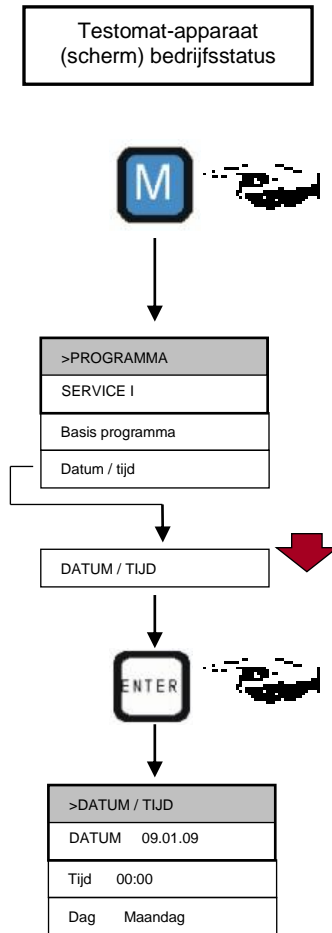 Testomat-apparaat
(scherm) bedrijfsstatus
M
>PROGRAMMA
SERVICE I
Basis programma
Datum / tijd
DATUM / TIJD
ENTER
>DATUM / TIJD
DATUM 09.01.09
Tijd 00:00
Dag Maandag